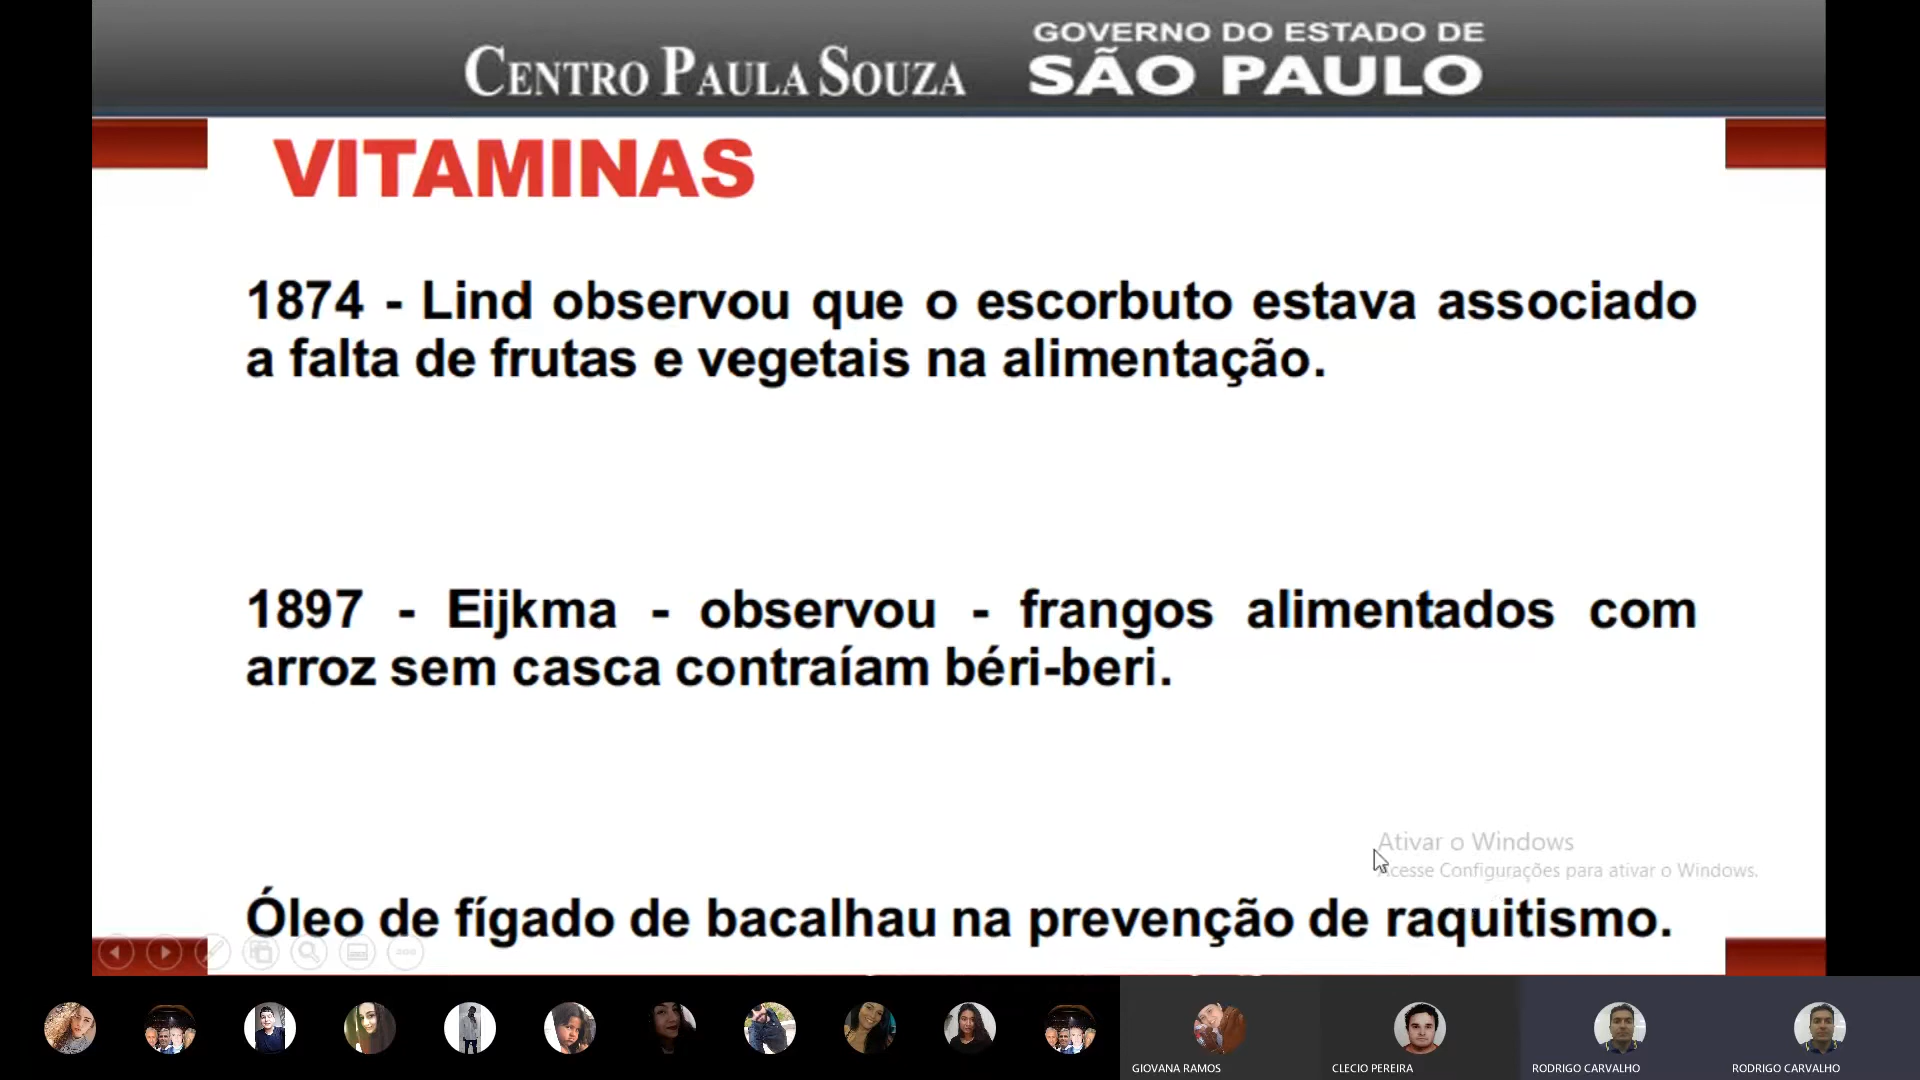 CENTRO PAULA SOUZA
GOVERNO DO ESTADO DE
SÃO PAULO
VITAMINAS
1874 - Lind observou que o escorbuto estava associado
a falta de frutas e vegetais na alimentação.
1897 - Eijkma - observou - frangos alimentados com
arroz sem casca contraíam béri-beri.
Ativar o Windows
Acesse Configurações para ativar o Windows.
Óleo de fígado de bacalhau na prevenção de raquitismo.
GIOVANA RAMOS
CLECIO PEREIRA
RODRIGO CARVALHO
RODRIGO CARVALHO